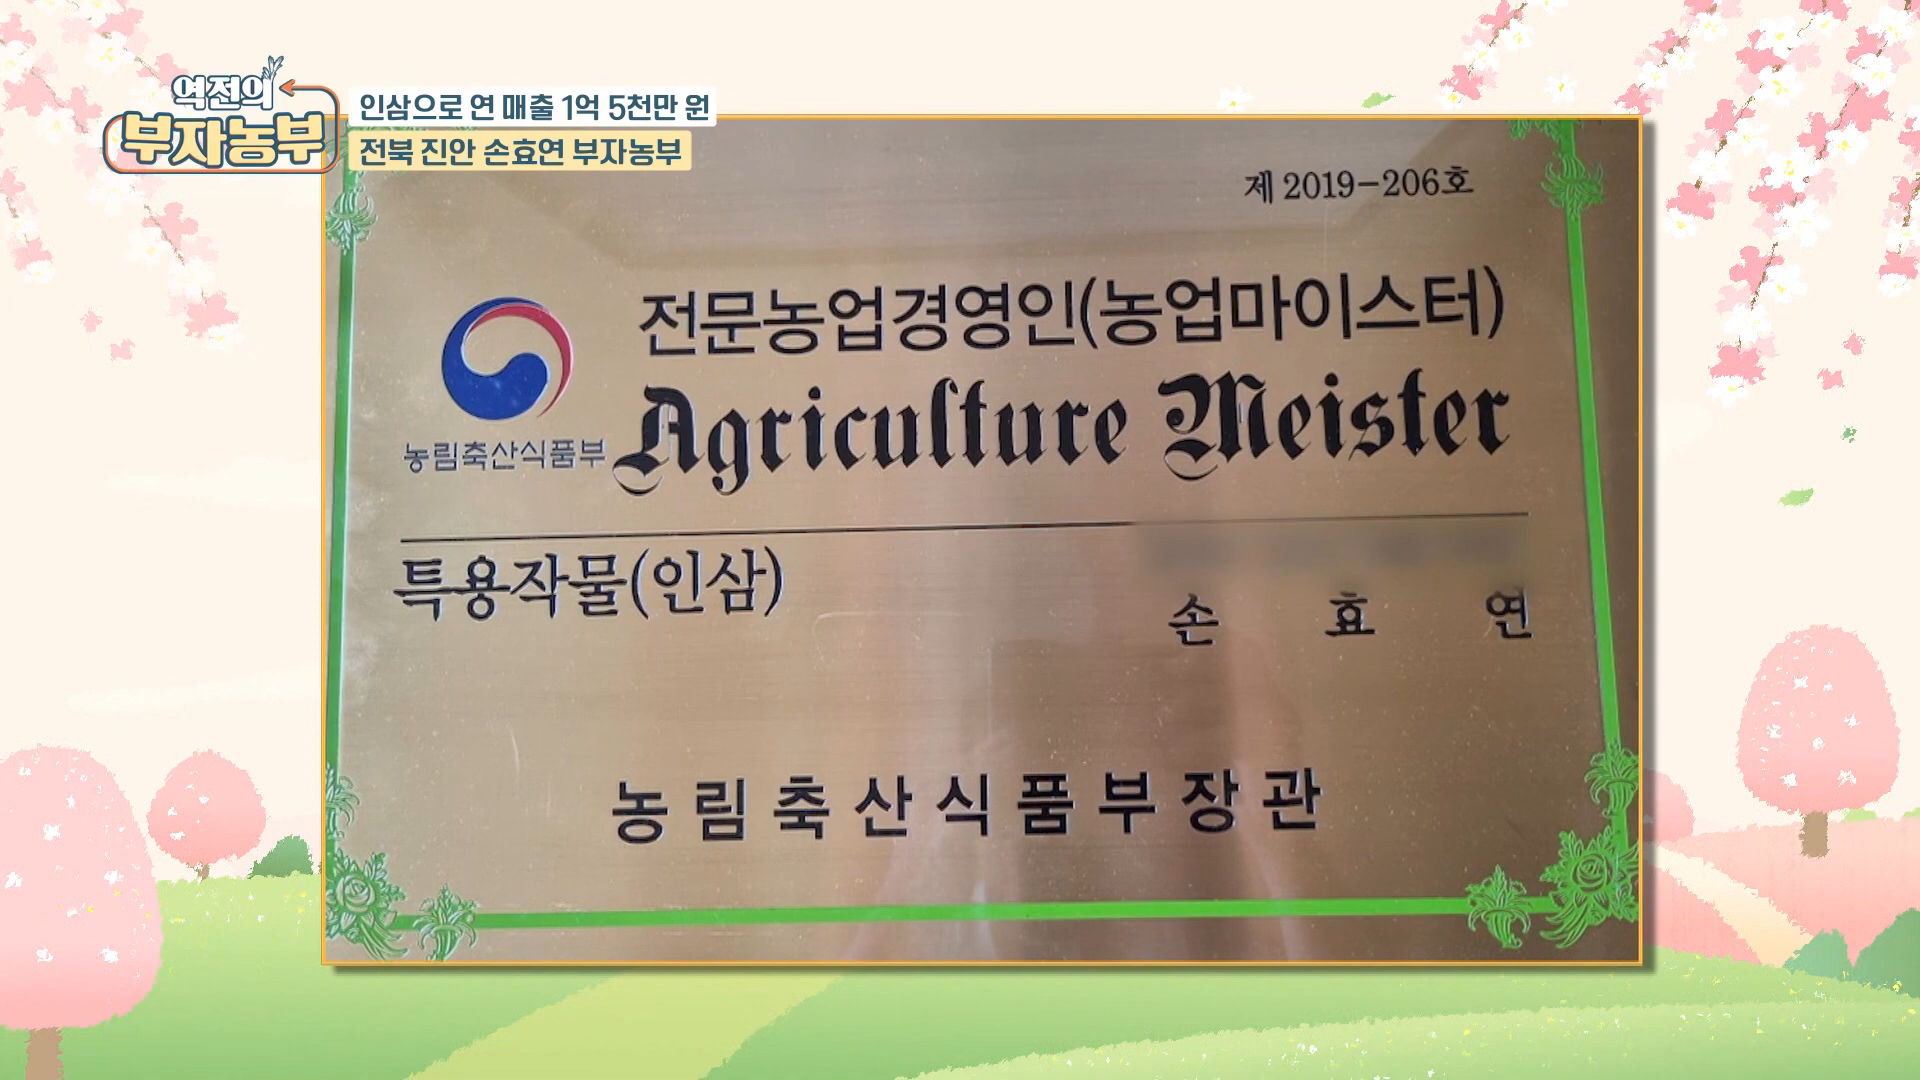 역전의
부자농부
인삼으로 연 매출 1억 5천만 원
전북 진안 손효연 부자농부
제 2019-206호
전문농업경영인(농업마이스터)
Agriculture Meister
농림축산식품부
특용작물(인삼)
손 효 연
농림축산식품부장관